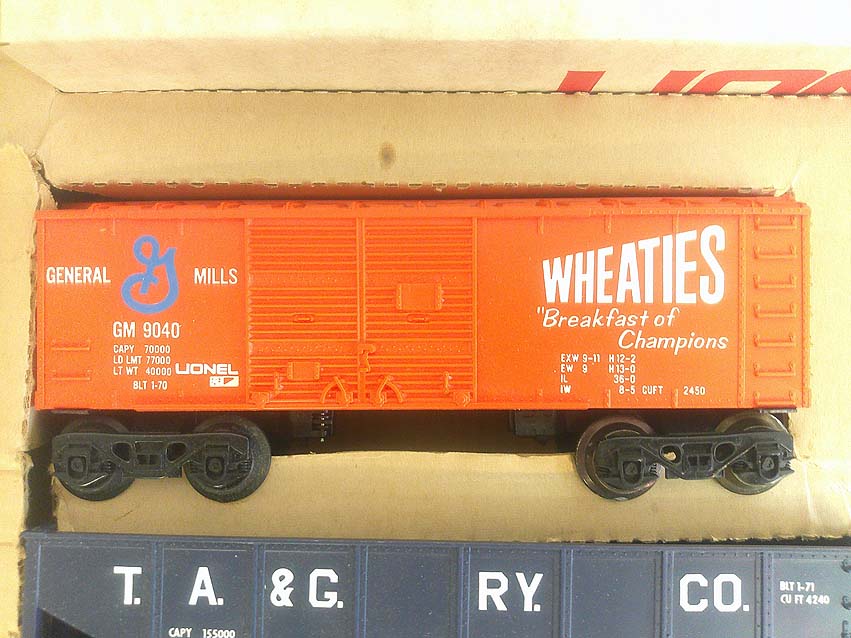 GENERAL G MILLS
GM 9040
CAPY 70000
LD LMT 77000
LT WT 40000 LIONEL
BLT 1-70
WHEATIES
"Breakfast of
Champions
EXW 9-11 H 12-2
EW 9 H 13-0
IL 36-0
IW 8-5 CUFT 2450
T. A. & G. RY. CO.
BLT 1-71
CU FT 4240
CAPY 155000